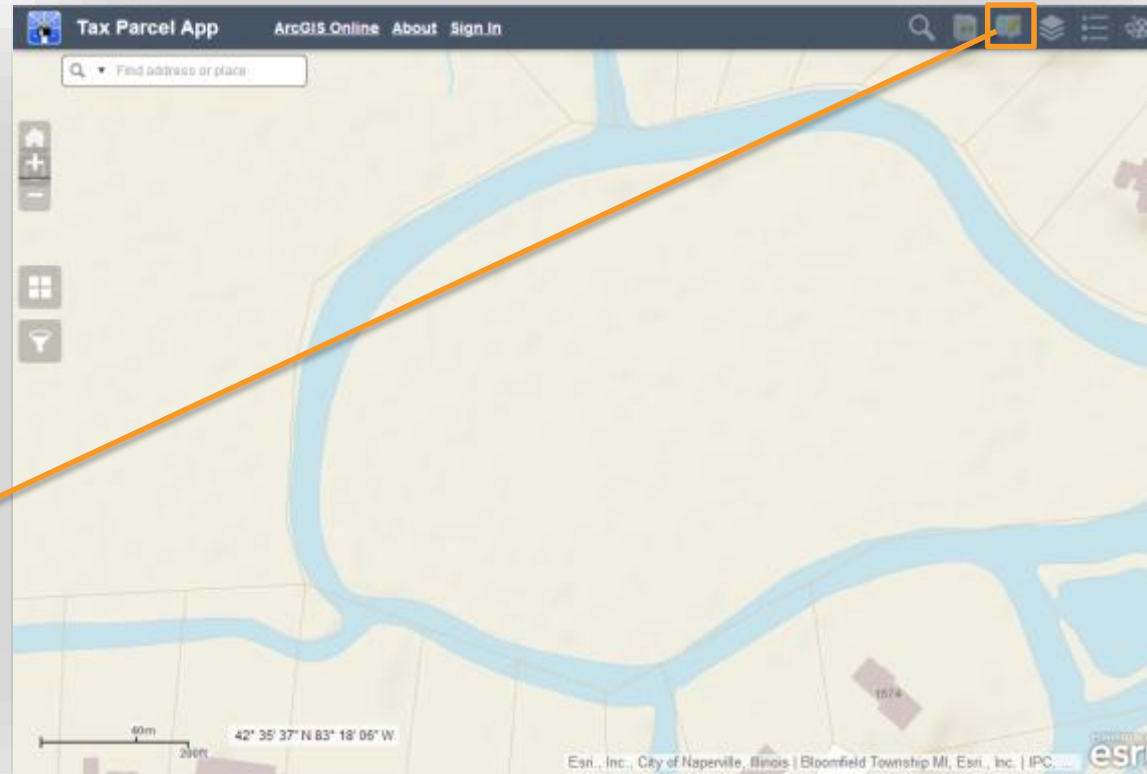 Tax Parcel App ArcGIS Online About Sign In
Find address or place
1574
60m
200ft
42° 35' 37" N 83° 18' 06" W
Esri., Inc., City of Naperville, Illinois | Bloomfield Township MI, Esri., Inc. | IPC, ...
esri